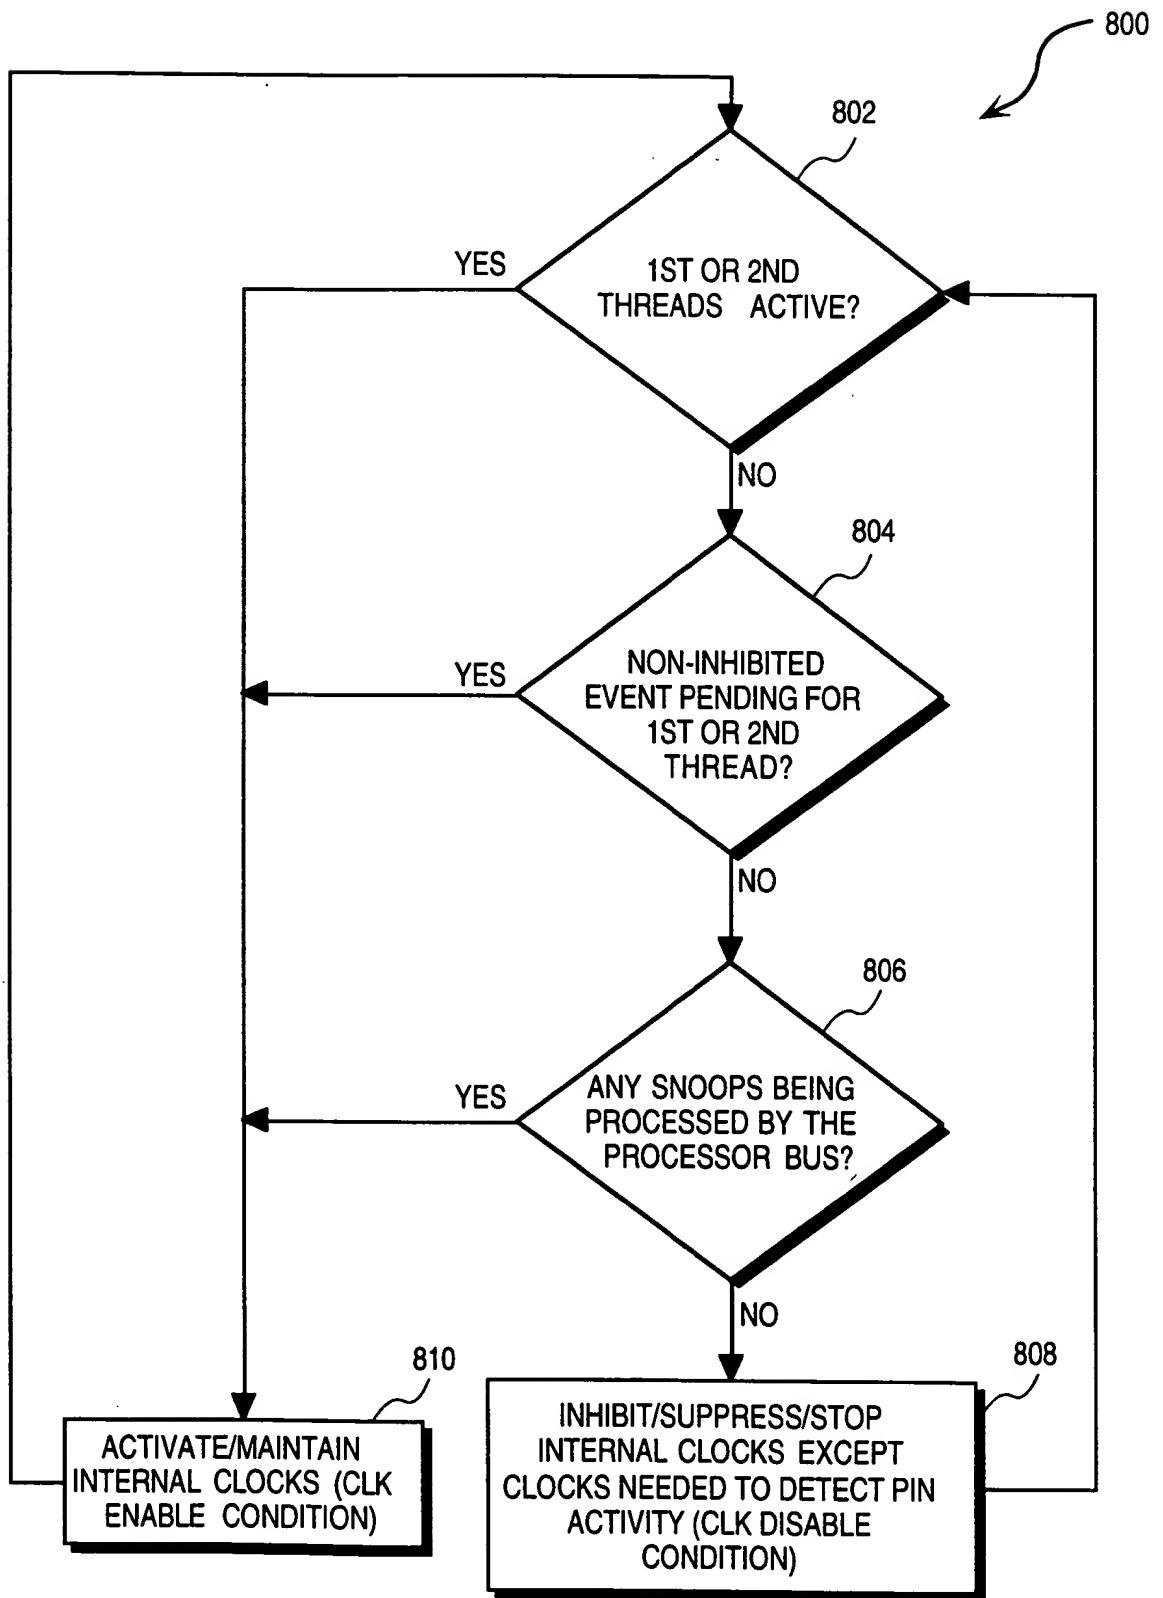 800
802
YES
1ST OR 2ND
THREADS ACTIVE?
NO
804
YES
NON-INHIBITED
EVENT PENDING FOR
1ST OR 2ND
THREAD?
NO
806
YES
ANY SNOOPS BEING
PROCESSED BY THE
PROCESSOR BUS?
NO
810
808
ACTIVATE/MAINTAIN
INTERNAL CLOCKS (CLK
ENABLE CONDITION)
INHIBIT/SUPPRESS/STOP
INTERNAL CLOCKS EXCEPT
CLOCKS NEEDED TO DETECT PIN
ACTIVITY (CLK DISABLE
CONDITION)